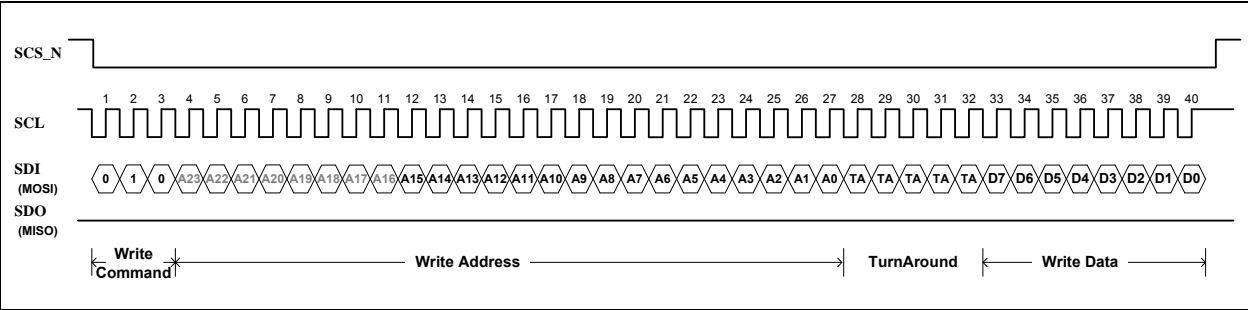 SCS_N
1 2 3 4 5 6 7 8 9 10 11 12 13 14 15 16 17 18 19 20 21 22 23 24 25 26 27 28 29 30 31 32 33 34 35 36 37 38 39 40
SCL
SDI
(MOSI)
0 1 0 A23 A22 A21 A20 A19 A18 A17 A16 A15 A14 A13 A12 A11 A10 A9 A8 A7 A6 A5 A4 A3 A2 A1 A0 TA TA TA TA TA D7 D6 D5 D4 D3 D2 D1 D0
SDO
(MISO)
Write
Command
Write Address
TurnAround
Write Data